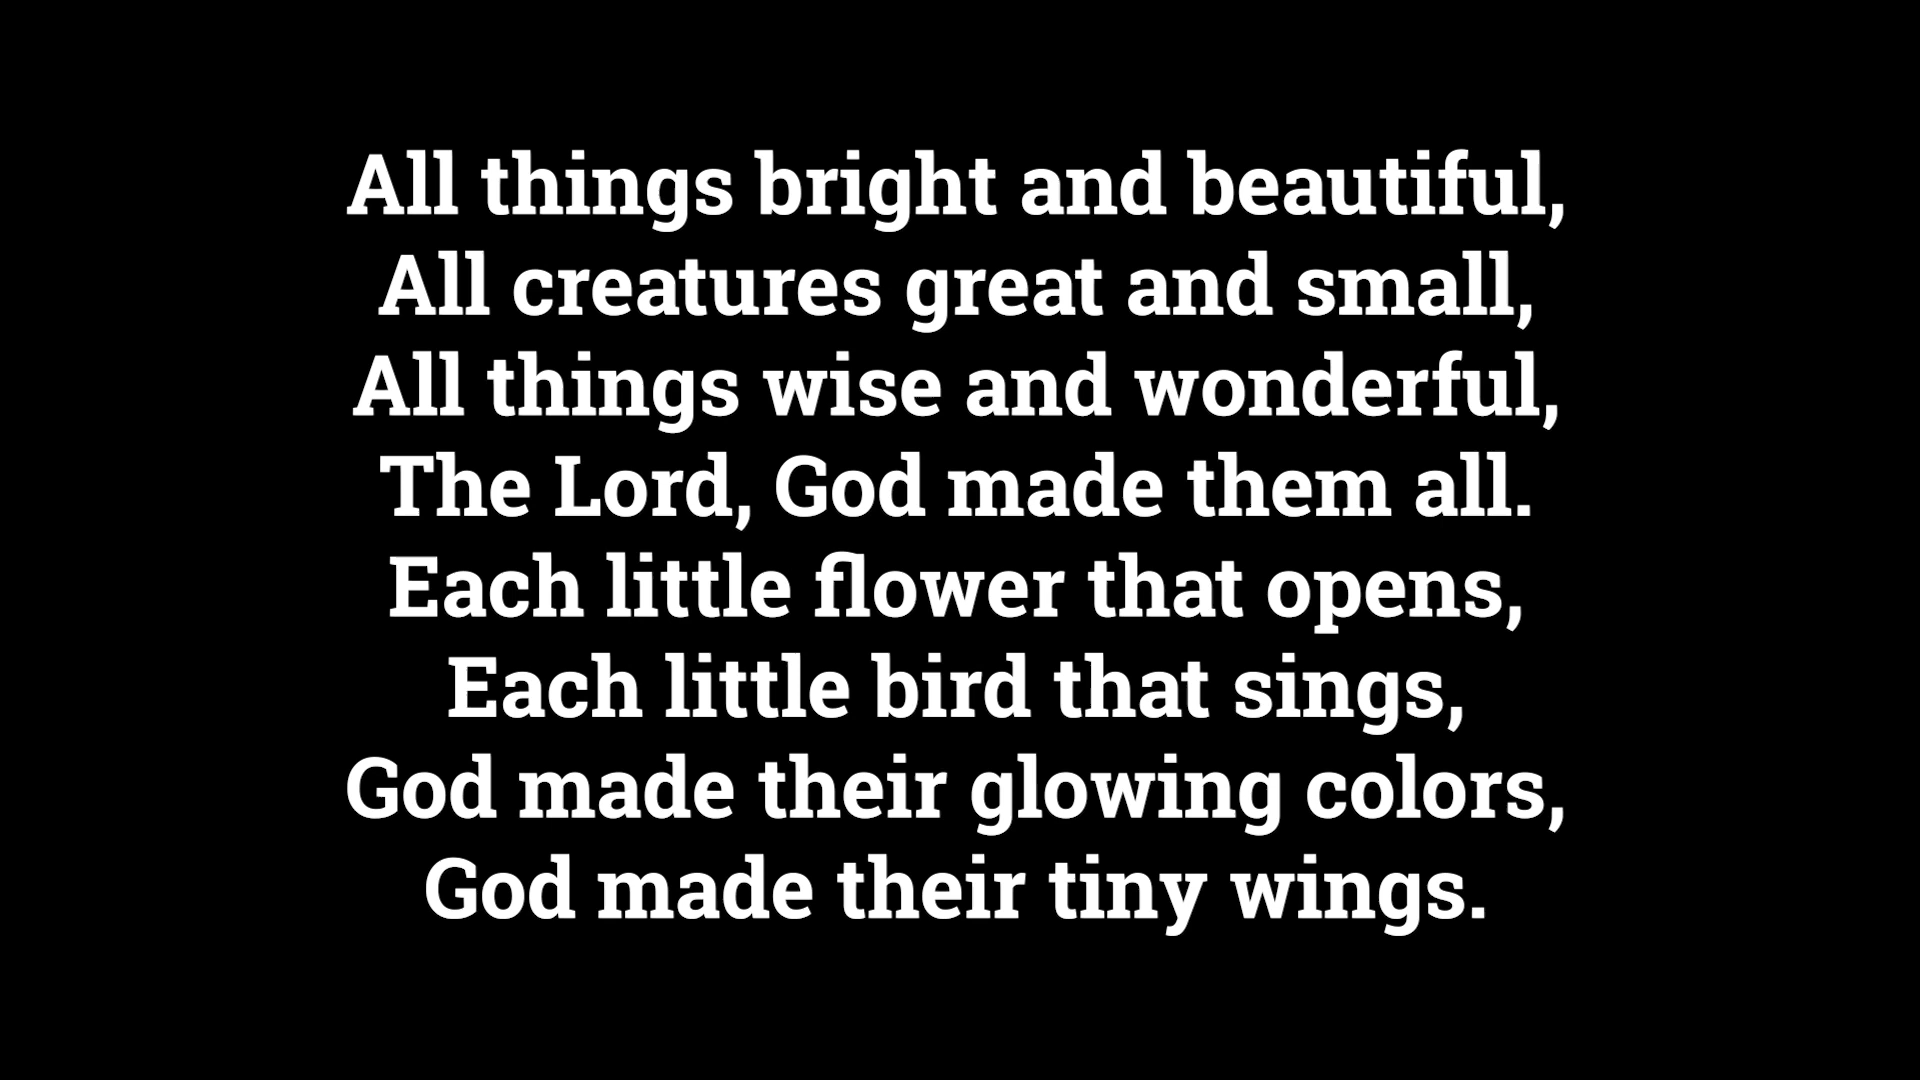 All things bright and beautiful,
All creatures great and small,
All things wise and wonderful,
The Lord, God made them all.
Each little flower that opens,
Each little bird that sings,
God made their glowing colors,
God made their tiny wings.